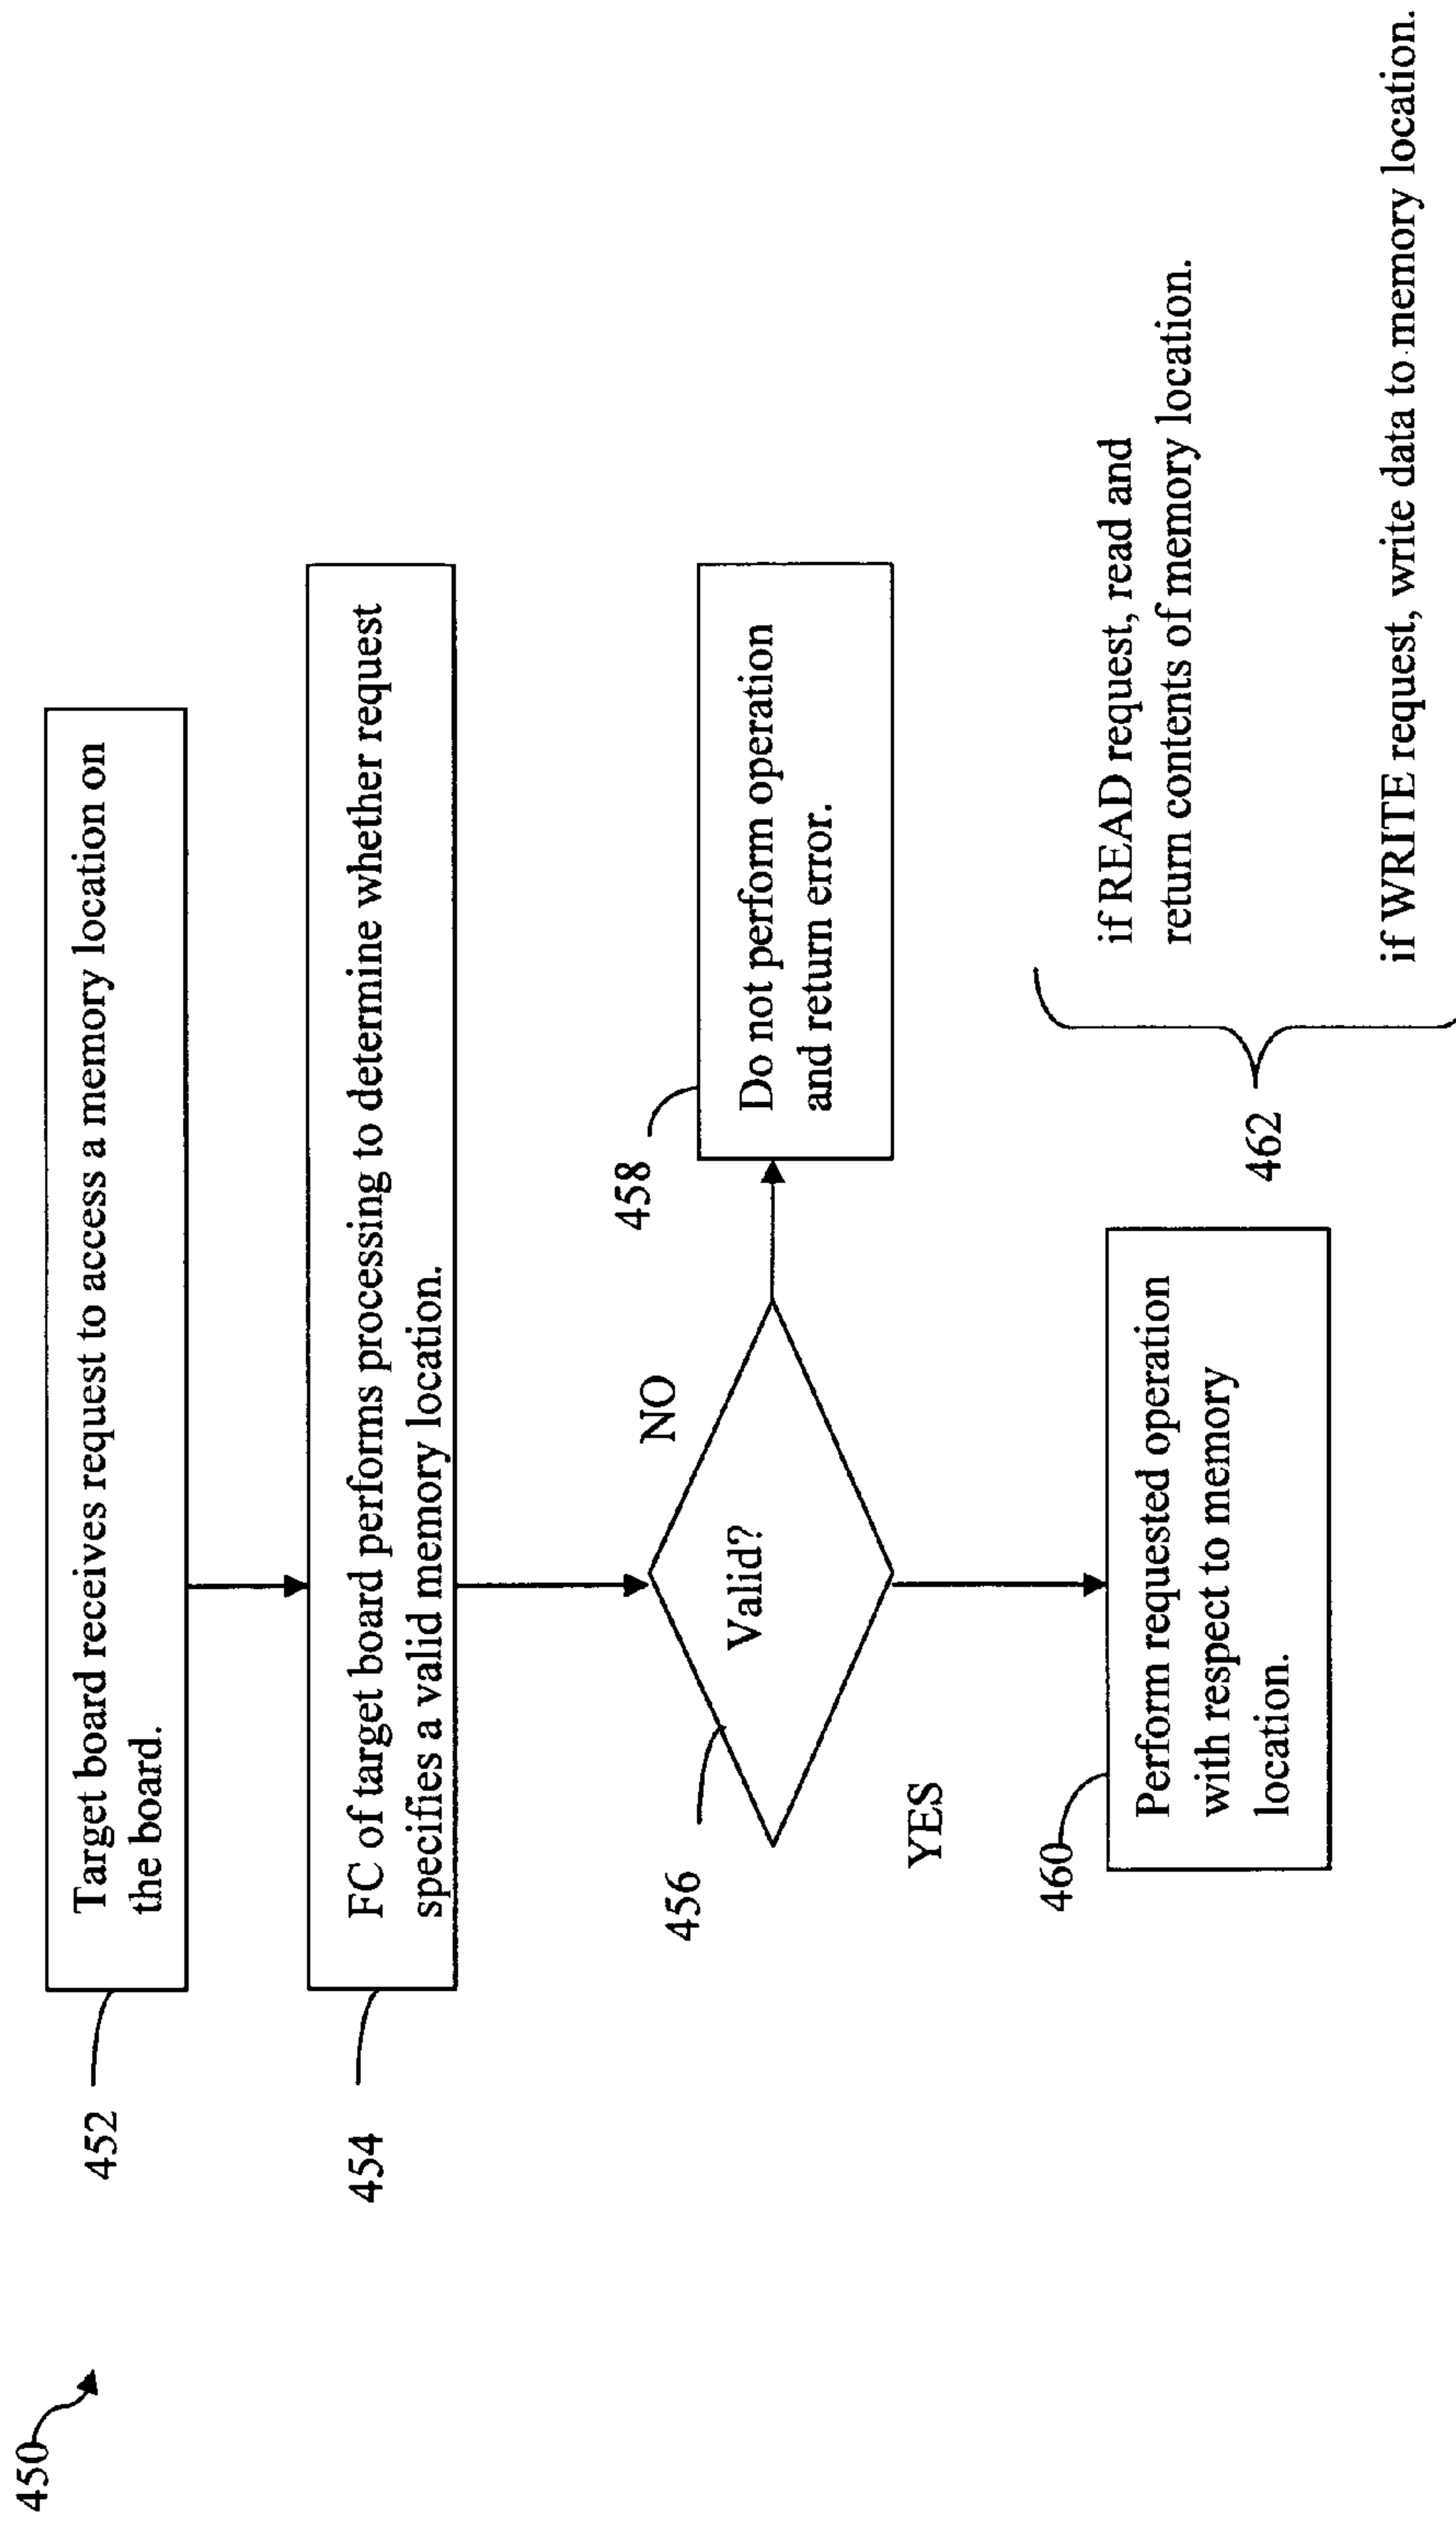 450
452
Target board receives request to access a memory location on
the board.
454
FC of target board performs processing to determine whether request
specifies a valid memory location.
456
Valid?
NO
458
Do not perform operation
and return error.
YES
460
Perform requested operation
with respect to memory
location.
462
if READ request, read and
return contents of memory location.
if WRITE request, write data to memory location.